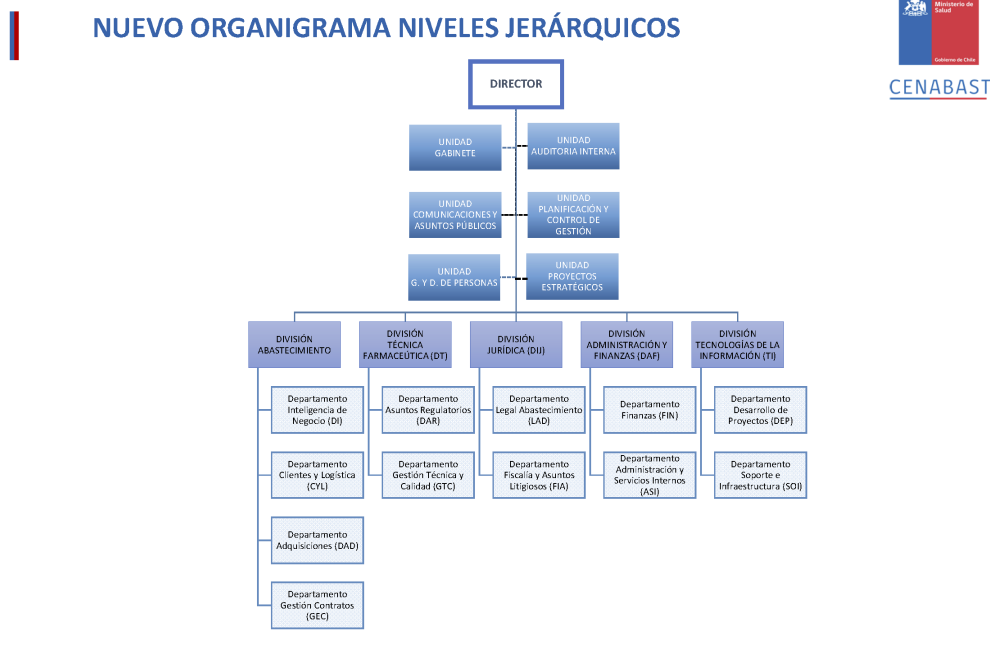 NUEVO ORGANIGRAMA NIVELES JERÁRQUICOS
Ministerio de
Salud
Gobierno de Chile
CENABAST
DIRECTOR
UNIDAD
GABINETE
UNIDAD
AUDITORIA INTERNA
UNIDAD
COMUNICACIONES Y
ASUNTOS PÚBLICOS
UNIDAD
PLANIFICACIÓN Y
CONTROL DE
GESTIÓN
UNIDAD
G. Y D. DE PERSONAS
UNIDAD
PROYECTOS
ESTRATÉGICOS
DIVISIÓN
ABASTECIMIENTO
DIVISIÓN
TÉCNICA
FARMACEÚTICA (DT)
DIVISIÓN
JURÍDICA (DIJ)
DIVISIÓN
ADMINISTRACIÓN Y
FINANZAS (DAF)
DIVISIÓN
TECNOLOGÍAS DE LA
INFORMACIÓN (TI)
Departamento
Inteligencia de
Negocio (DI)
Departamento
Asuntos Regulatorios
(DAR)
Departamento
Legal Abastecimiento
(LAD)
Departamento
Finanzas (FIN)
Departamento
Desarrollo de
Proyectos (DEP)
Departamento
Clientes y Logística
(CYL)
Departamento
Gestión Técnica y
Calidad (GTC)
Departamento
Fiscalía y Asuntos
Litigiosos (FIA)
Departamento
Administración y
Servicios Internos
(ASI)
Departamento
Soporte e
Infraestructura (SOI)
Departamento
Adquisiciones (DAD)
Departamento
Gestión Contratos
(GEC)